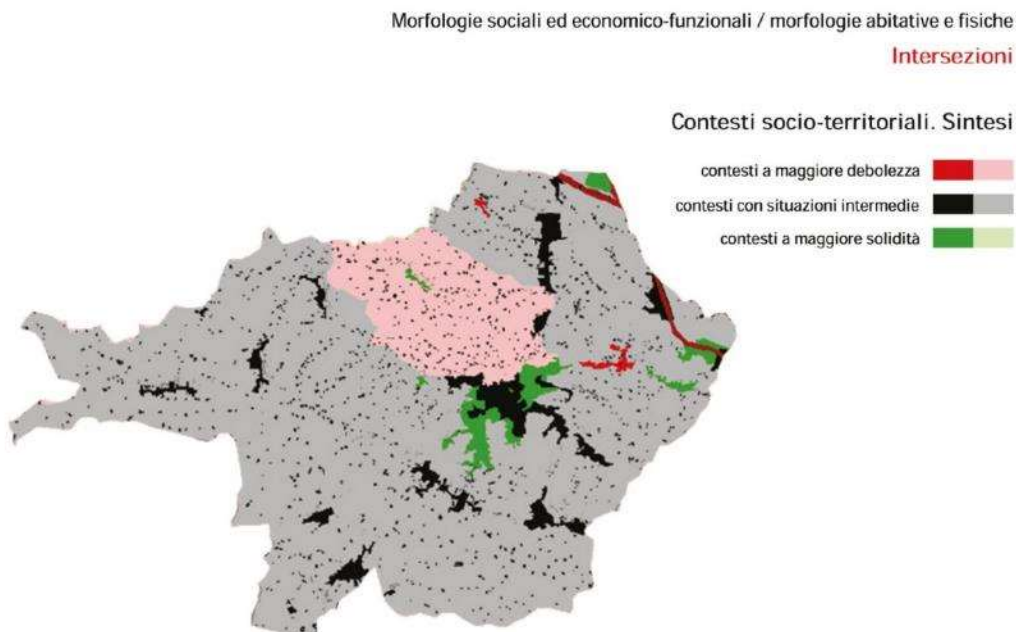 Morfologie sociali ed economico-funzionali / morfologie abitative e fisiche
Intersezioni
Contesti socio-territoriali. Sintesi
contesti a maggiore debolezza
contesti con situazioni intermedie
contesti a maggiore solidità